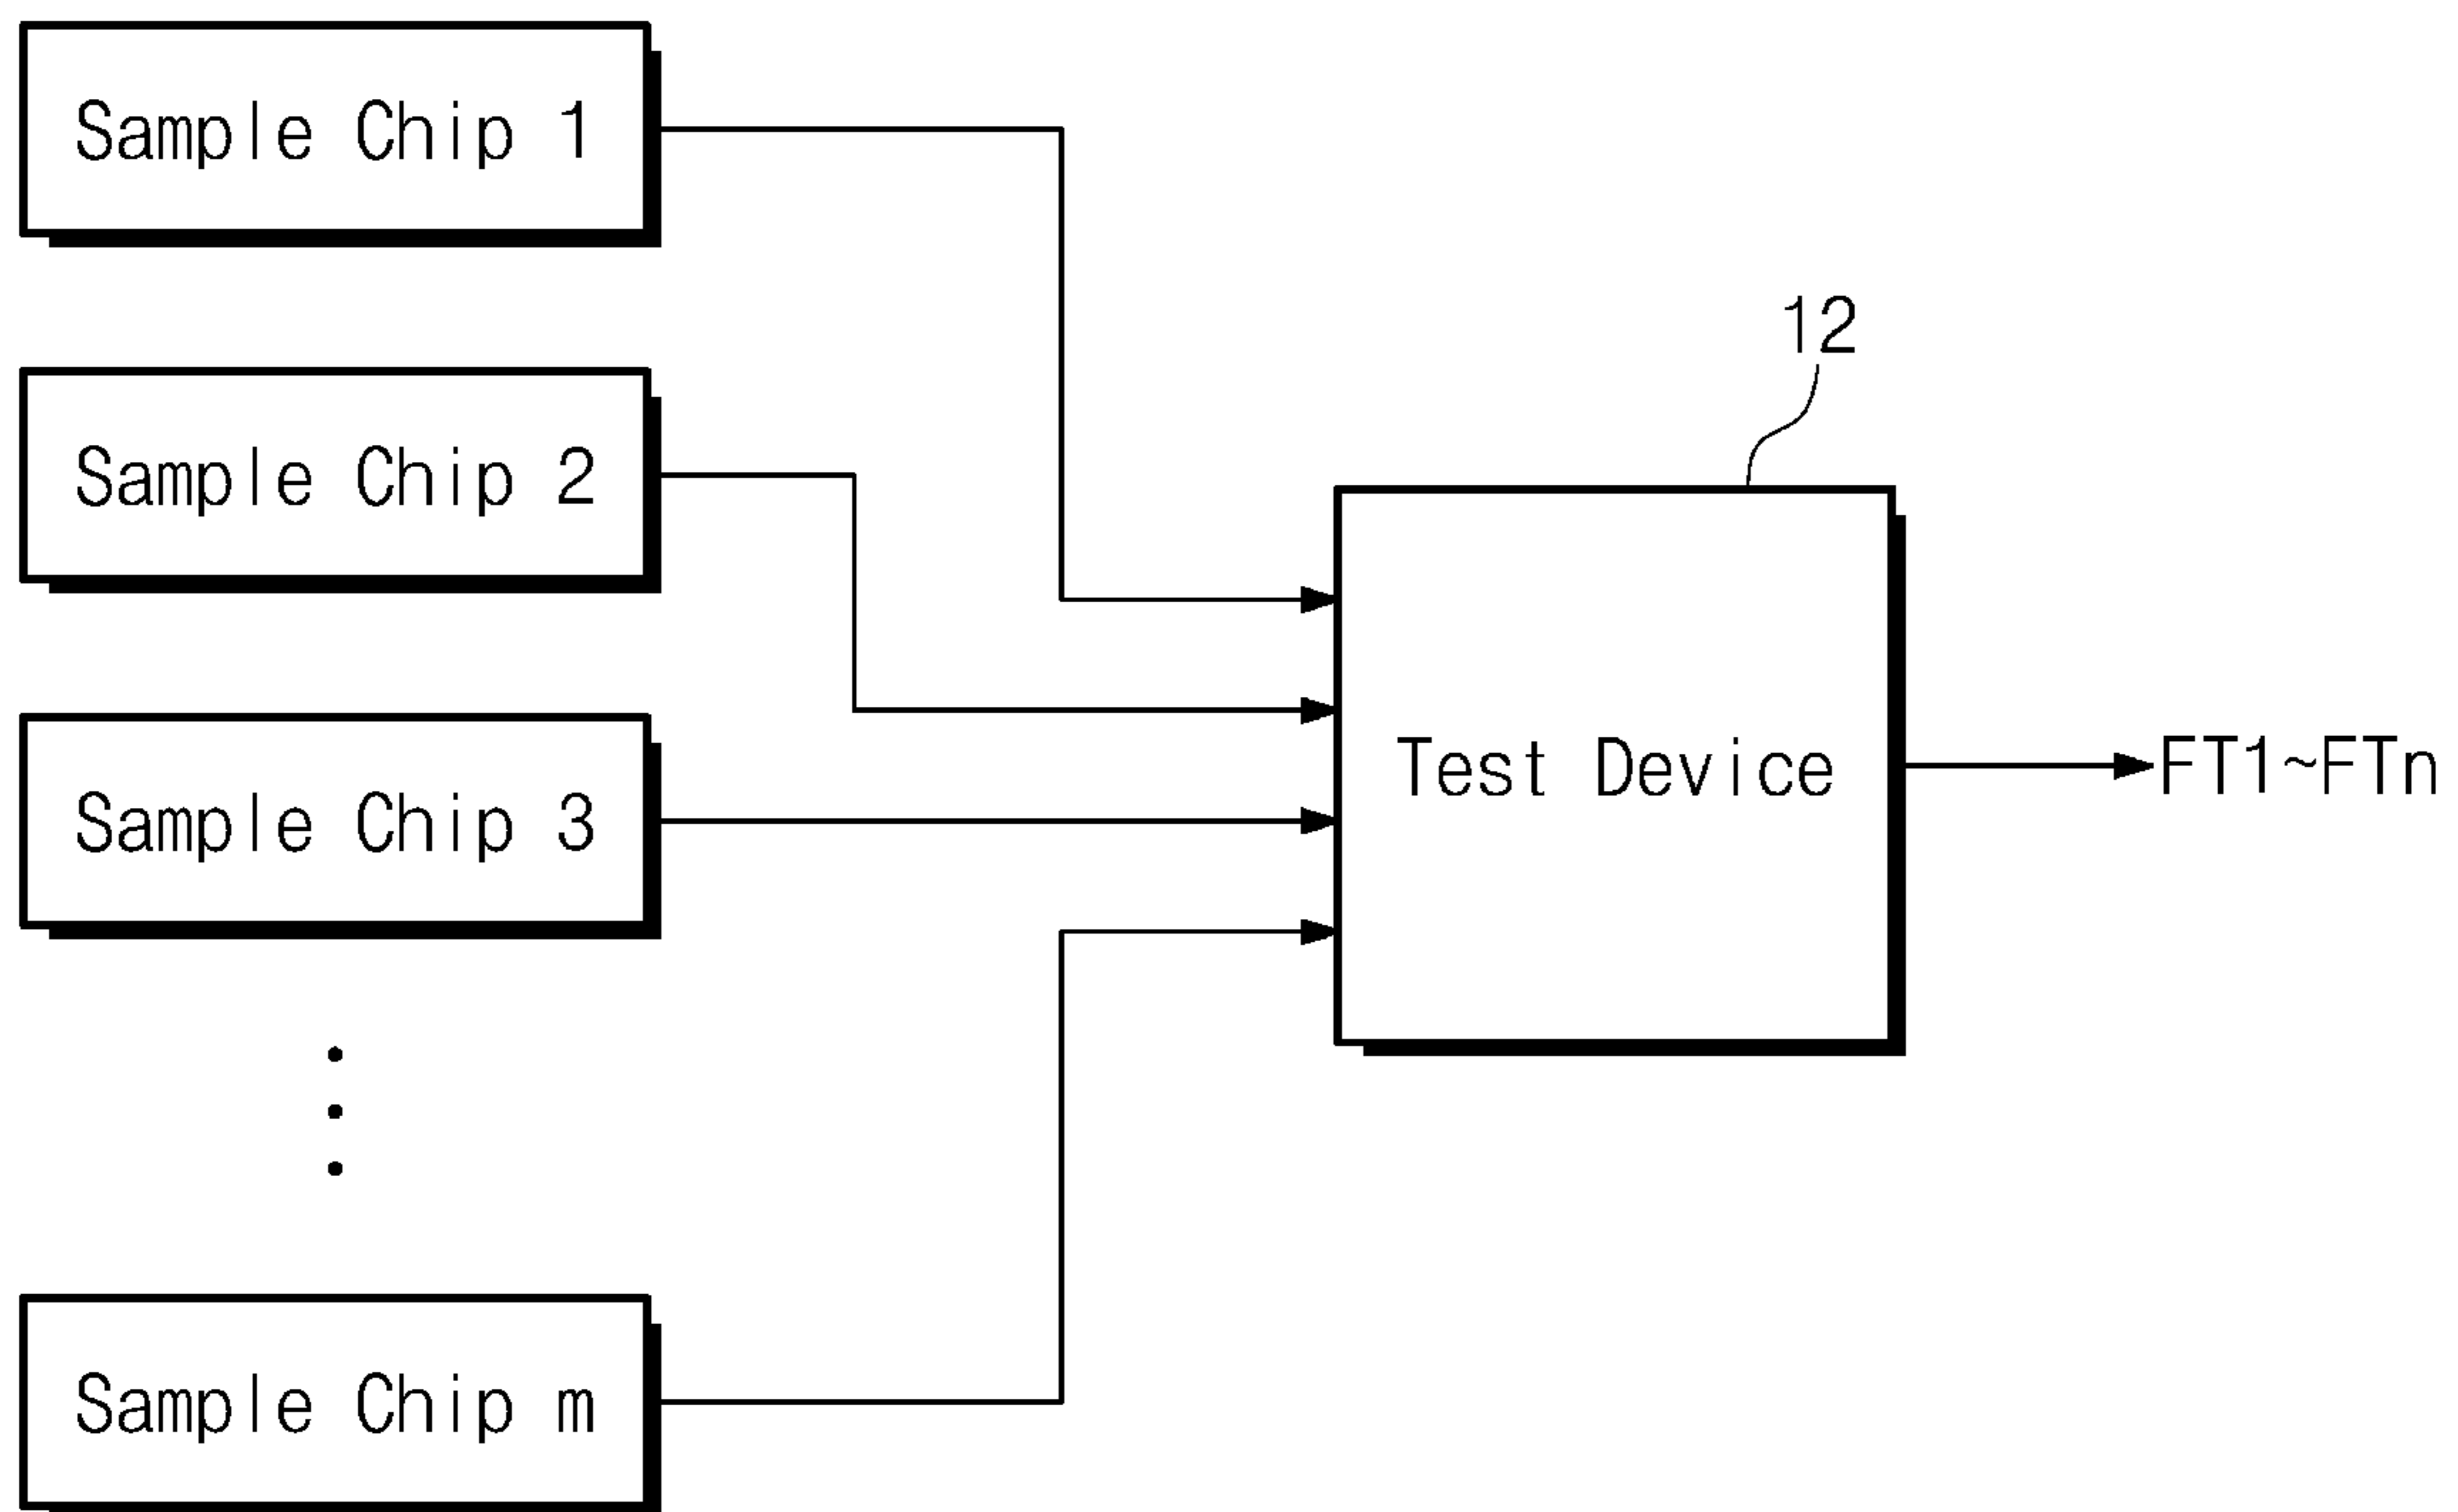 Sample Chip 1
12
Sample Chip 2
Test Device
FT1~FTn
Sample Chip 3
Sample Chip m